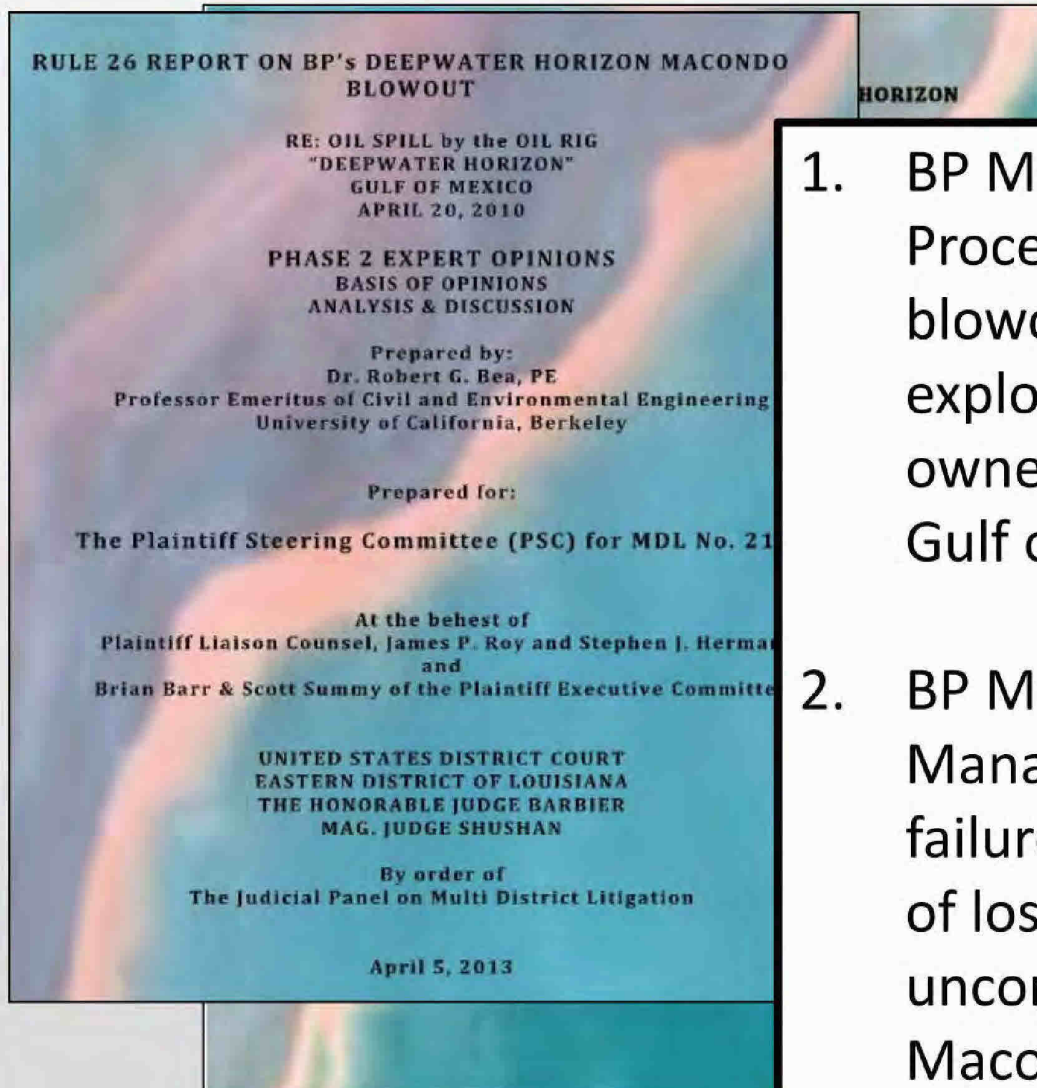 RULE 26 REPORT ON BP's DEEPWATER HORIZON MACONDO
BLOWOUT
RE: OIL SPILL by the OIL RIG
"DEEPWATER HORIZON"
GULF OF MEXICO
APRIL 20, 2010
PHASE 2 EXPERT OPINIONS
BASIS OF OPINIONS
ANALYSIS & DISCUSSION
Prepared by:
Dr. Robert G. Bea, PE
Professor Emeritus of Civil and Environmental Engineering
University of California, Berkeley
Prepared for:
The Plaintiff Steering Committee (PSC) for MDL No. 21
At the behest of
Plaintiff Liaison Counsel, James P. Roy and Stephen J. Herma
and
Brian Barr & Scott Summy of the Plaintiff Executive Committe
UNITED STATES DISTRICT COURT
EASTERN DISTRICT OF LOUISIANA
THE HONORABLE JUDGE BARBIER
MAG. JUDGE SHUSHAN
By order of
The Judicial Panel on Multi District Litigation
April 5, 2013
HORIZON
1. BP M
Proce
blow
explo
owne
Gulf
2. BP M
Mana
failur
of los
uncon
Maco